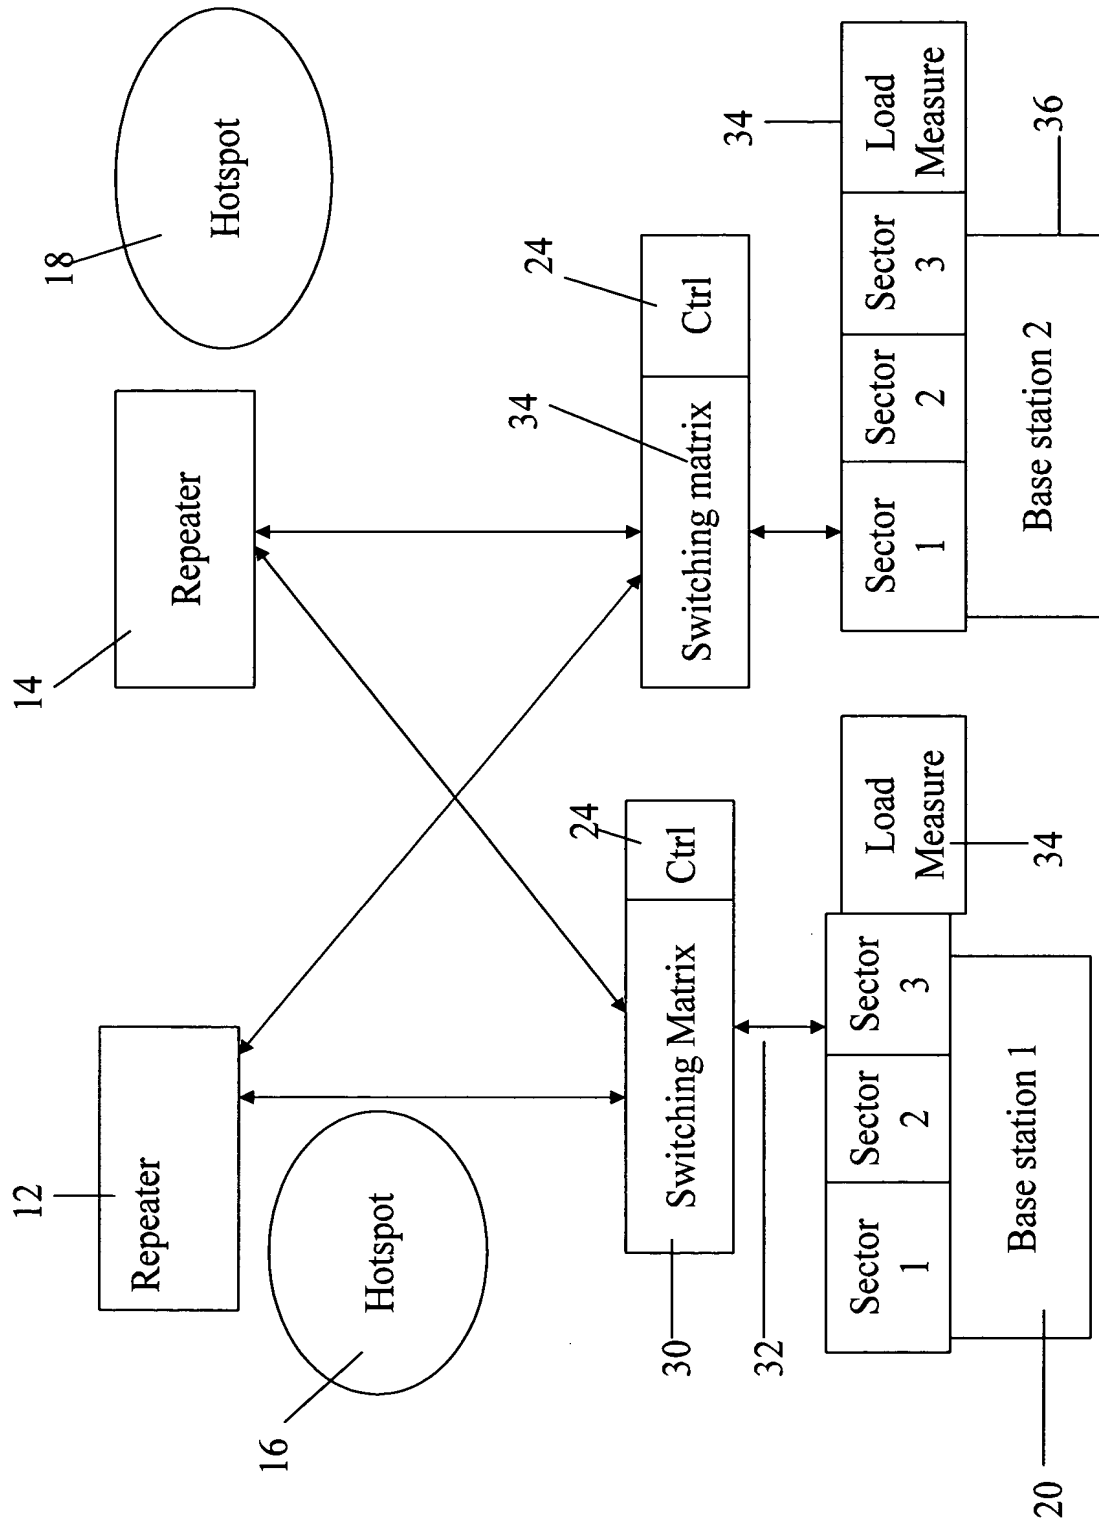 12
Repeater
14
Repeater
18
Hotspot
16
Hotspot
30
Switching Matrix
24
Ctrl
34
Switching matrix
24
Ctrl
32
Sector
1
Sector
2
Sector
3
Load
Measure
34
Sector
1
Sector
2
Sector
3
Load
Measure
34
20
Base station 1
Base station 2
36